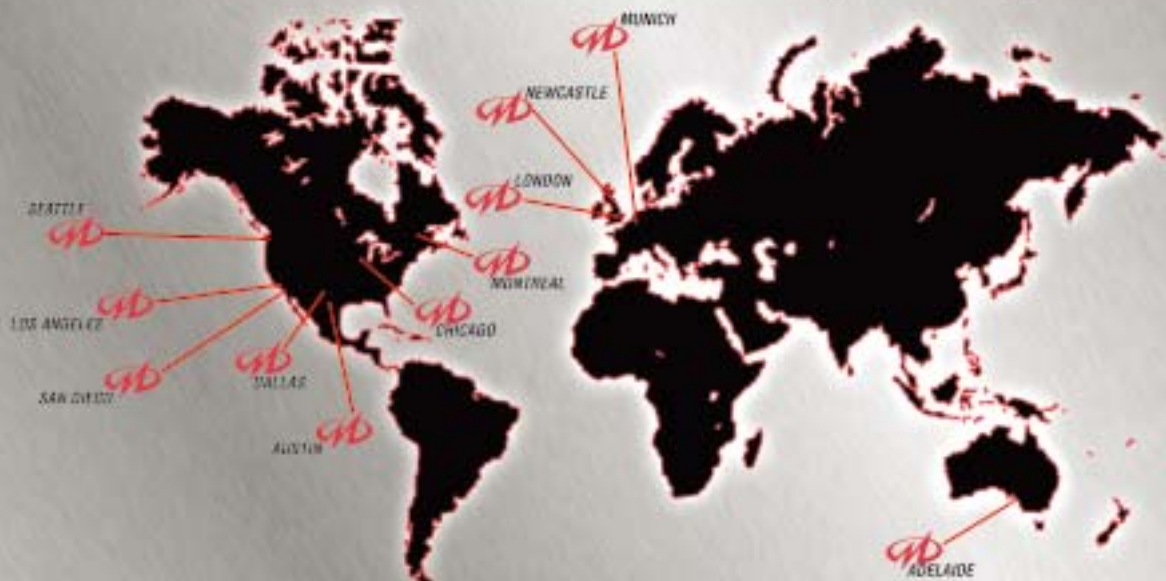 MUNICH
NEWCASTLE
LONDON
SEATTLE
MONTREAL
LOS ANGELES
CHICAGO
DALLAS
SAN DIEGO
AUSTIN
ADELAIDE